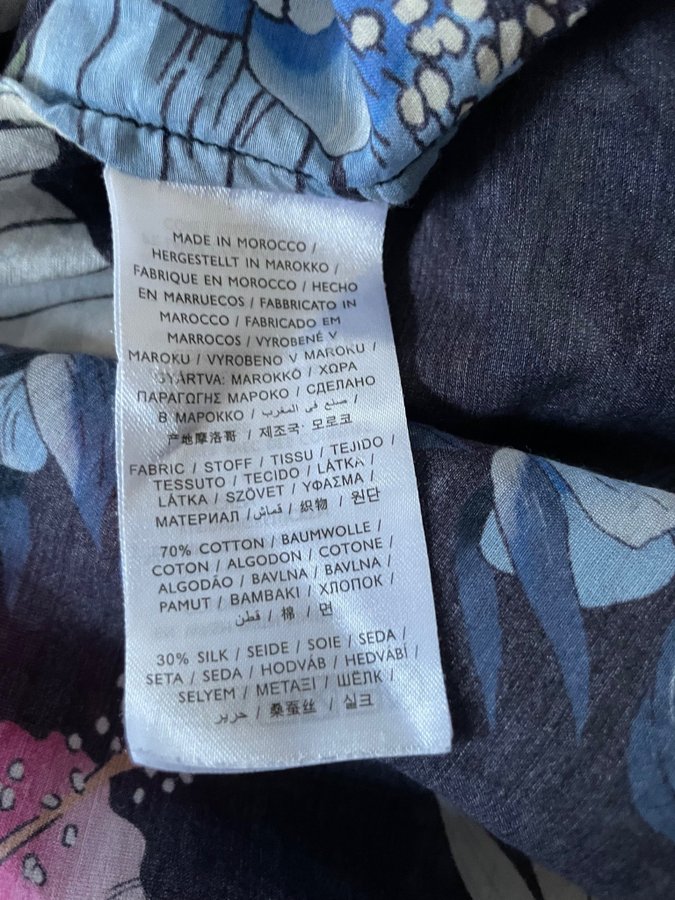 MADE IN MOROCCO /
HERGESTELLT IN MAROKKO /
FABRIQUE EN MOROCCO / HECHO
EN MARRUECOS / FABBRICATO IN
MAROCCO / FABRICADO EM
MARROCOS / VYROBENÉ V
MAROKU / VYROBENO V MAROKU /
GYÁRTVA: MAROKKÓ / ΧΩΡΑ
ΠΑΡΑΓΩΓΗΣ ΜΑΡΟΚΟ / СДЕЛАНО
В МАРОККО / صنع في المغرب /
产地摩洛哥 / 제조국· 모로코
FABRIC / STOFF / TISSU / TEJIDO /
TESSUTO / TECIDO / LÁTKA /
LÁTKA / SZÖVET / ΥΦΑΣΜΑ /
МАТЕРИАЛ / قماش / 织物 / 원단
70% COTTON / BAUMWOLLE /
COTON / ALGODON / COTONE /
ALGODÃO / BAVLNA / BAVLNA /
PAMUT / ΒΑΜΒΑΚΙ / ХЛОПОК /
قطن / 棉 / 면
30% SILK / SEIDE / SOIE / SEDA /
SETA / SEDA / HODVÁB / HEDVÁBÍ /
SELYEM / ΜΕΤΑΞΙ / ШЁЛК /
حرير / 桑蚕丝 / 실크